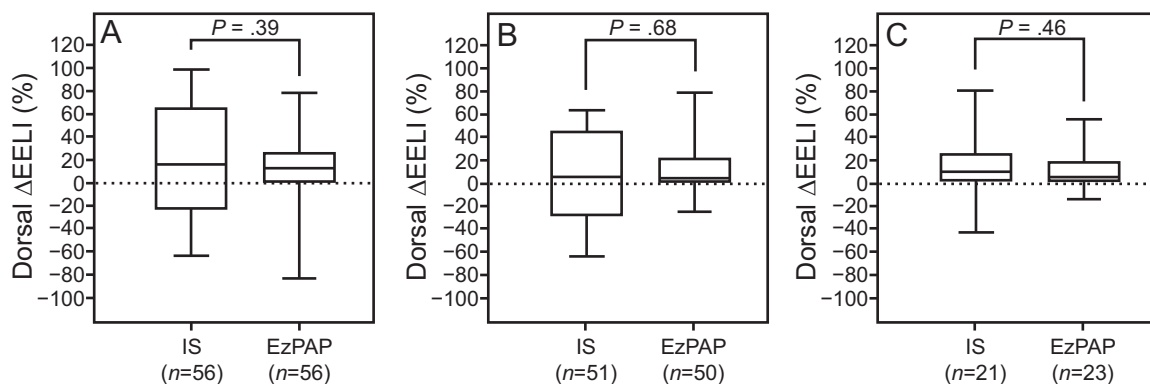 A
P = .39
Dorsal ΔEELI (%)
120
100
80
60
40
20
0
−20
−40
−60
−80
−100
IS
(n=56)
EzPAP
(n=56)
B
P = .68
Dorsal ΔEELI (%)
120
100
80
60
40
20
0
−20
−40
−60
−80
−100
IS
(n=51)
EzPAP
(n=50)
C
P = .46
Dorsal ΔEELI (%)
120
100
80
60
40
20
0
−20
−40
−60
−80
−100
IS
(n=21)
EzPAP
(n=23)